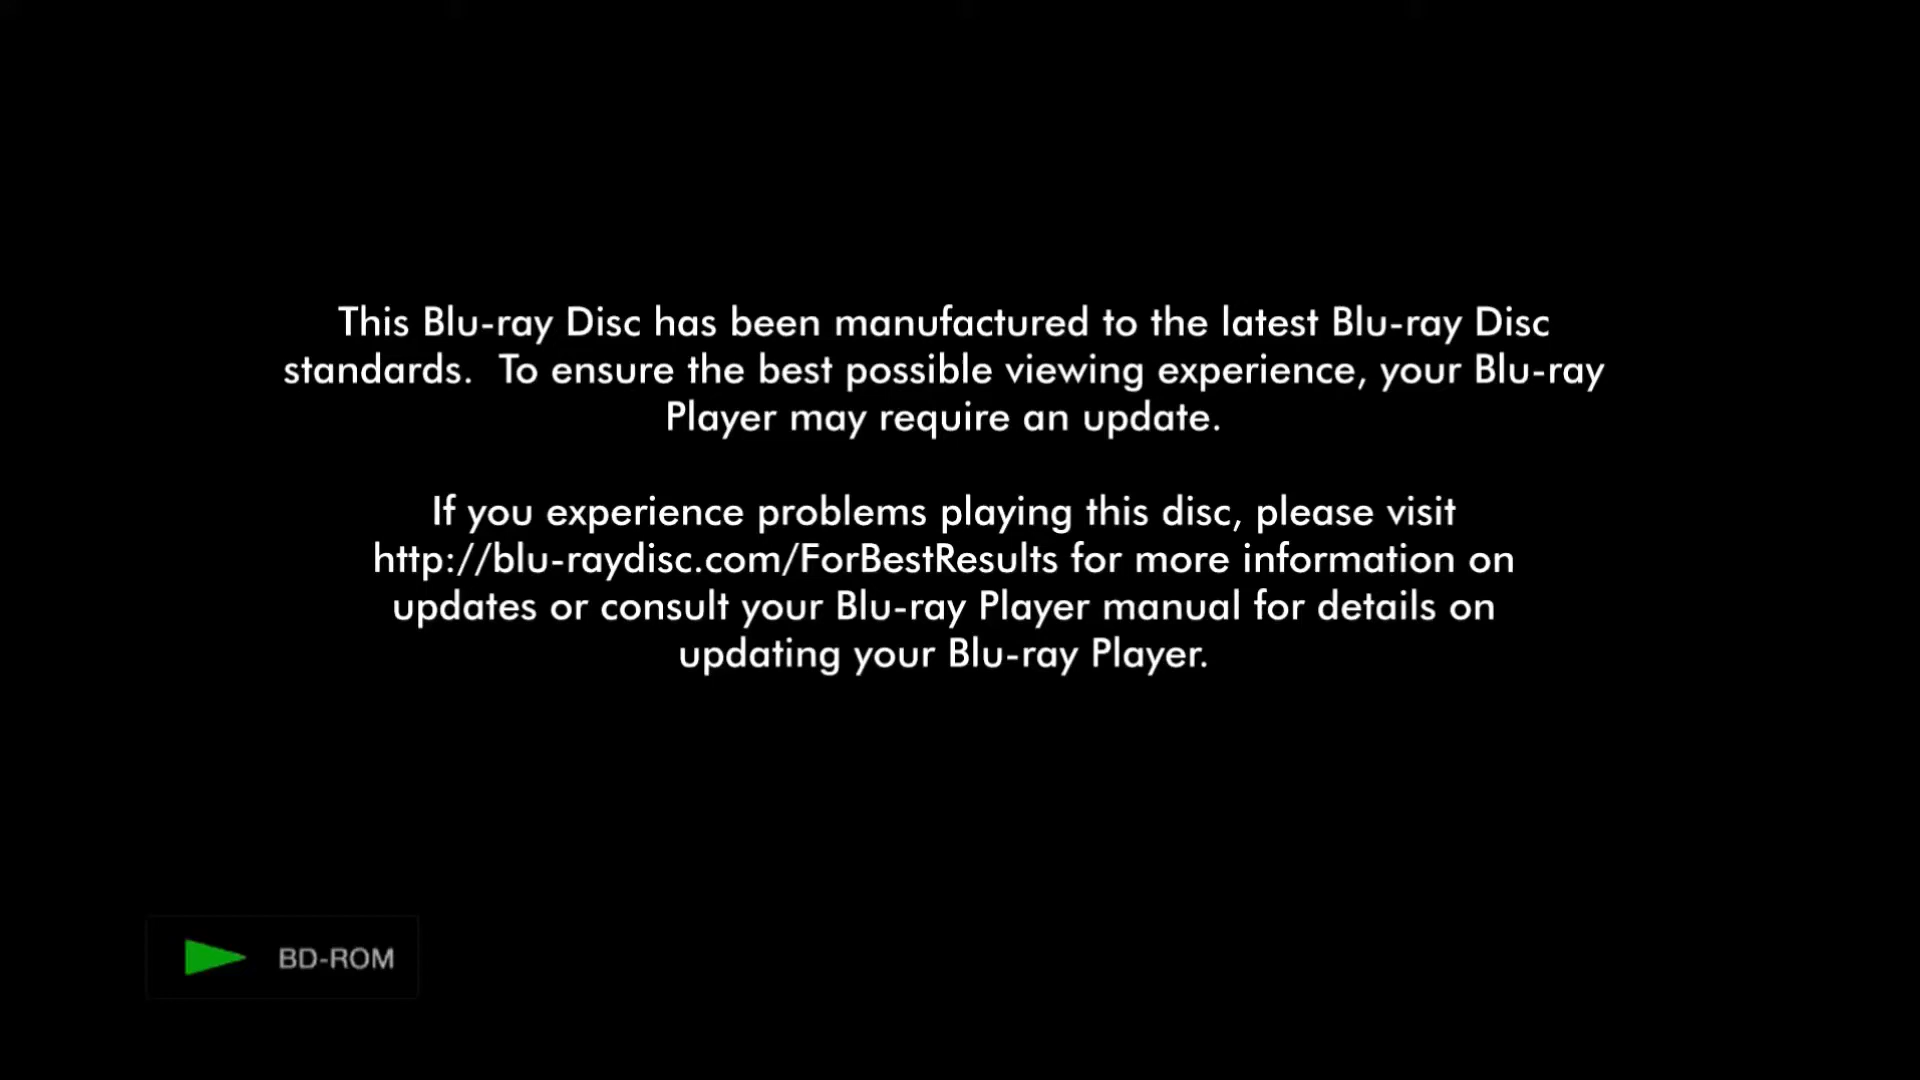 This Blu-ray Disc has been manufactured to the latest Blu-ray Disc
standards.  To ensure the best possible viewing experience, your Blu-ray
Player may require an update.
If you experience problems playing this disc, please visit
http://blu-raydisc.com/ForBestResults for more information on
updates or consult your Blu-ray Player manual for details on
updating your Blu-ray Player.
BD-ROM